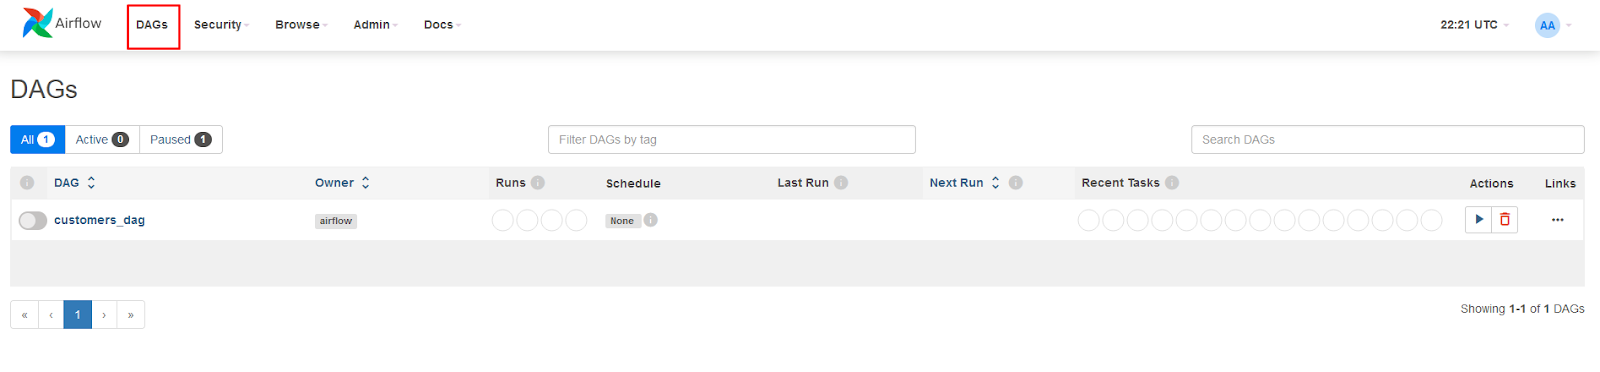 Airflow DAGs Security Browse Admin Docs 22:21 UTC AA
DAGs
All 1 Active 0 Paused 1 Filter DAGs by tag Search DAGs
DAG Owner Runs Schedule Last Run Next Run Recent Tasks Actions Links
customers_dag airflow None
« ‹ 1 › »
Showing 1-1 of 1 DAGs